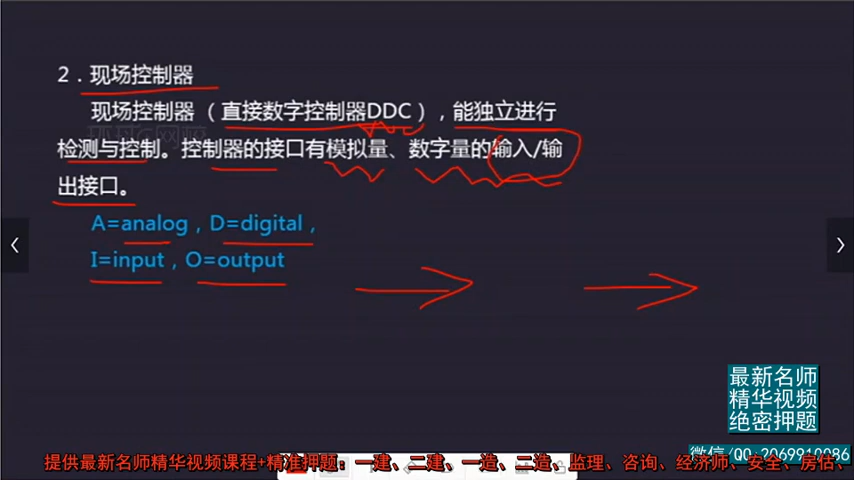 2．现场控制器
现场控制器（直接数字控制器DDC），能独立进行
检测与控制。控制器的接口有模拟量、数字量的输入/输
出接口。
A=analog，D=digital，
I=input，O=output
最新名师
精华视频
绝密押题
微信/QQ:2069910086
提供最新名师精华视频课程+精准押题：一建、二建、一造、二造、监理、咨询、经济师、安全、房估、